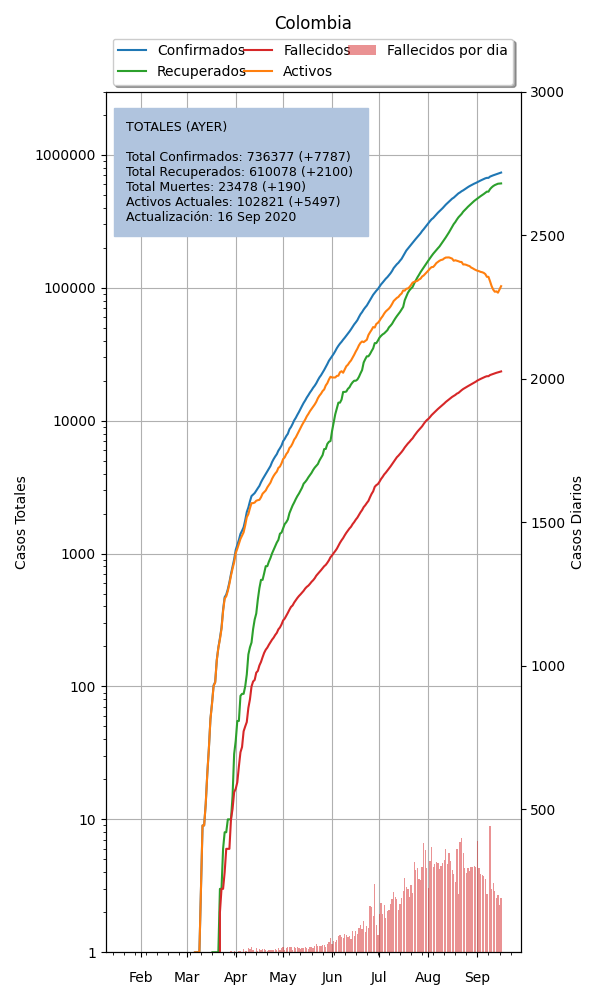 Colombia
Confirmados
Fallecidos
Fallecidos por dia
Recuperados
Activos
TOTALES (AYER)
Total Confirmados: 736377 (+7787)
Total Recuperados: 610078 (+2100)
Total Muertes: 23478 (+190)
Activos Actuales: 102821 (+5497)
Actualización: 16 Sep 2020
Casos Totales
1000000
100000
10000
1000
100
10
1
3000
2500
2000
1500
1000
500
Casos Diarios
Feb
Mar
Apr
May
Jun
Jul
Aug
Sep